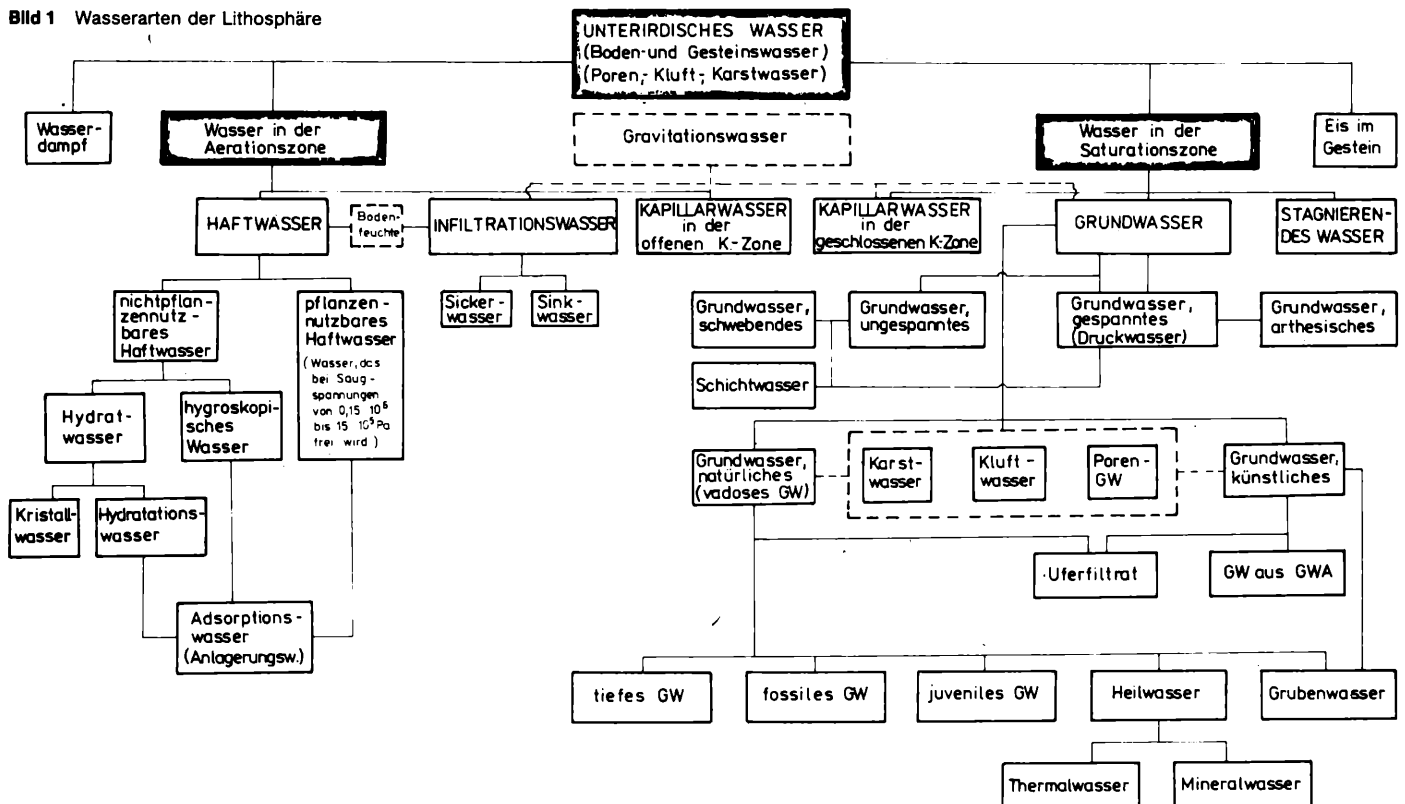 Bild 1 Wasserarten der Lithosphäre
UNTERIRDISCHES WASSER
(Boden-und Gesteinswasser)
(Poren,- Kluft-, Karstwasser)
Wasser-
dampf
Wasser in der
Aerationszone
Gravitationswasser
Wasser in der
Saturationszone
Eis im
Gestein
HAFTWASSER
Boden-
feuchte
INFILTRATIONSWASSER
KAPILLARWASSER
in der
offenen K.-Zone
KAPILLARWASSER
in der
geschlossenen K-Zone
GRUNDWASSER
STAGNIEREN-
DES WASSER
nichtpflan-
zennutz-
bares
Haftwasser
pflanzen-
nutzbares
Haftwasser
(Wasser, das
bei Saug-
spannungen
von 0,15 10⁵
bis 15 10⁵ Pa
frei wird)
Sicker-
wasser
Sink-
wasser
Grundwasser,
schwebendes
Grundwasser,
ungespanntes
Grundwasser,
gespanntes
(Druckwasser)
Grundwasser,
arthesisches
Schichtwasser
Hydrat-
wasser
hygroskopi-
sches
Wasser
Grundwasser,
natürliches
(vadoses GW)
Karst-
wasser
Kluft-
wasser
Poren-
GW
Grundwasser,
künstliches
Kristall-
wasser
Hydratations-
wasser
Uferfiltrat
GW aus GWA
Adsorptions-
wasser
(Anlagerungsw.)
tiefes GW
fossiles GW
juveniles GW
Heilwasser
Grubenwasser
Thermalwasser
Mineralwasser